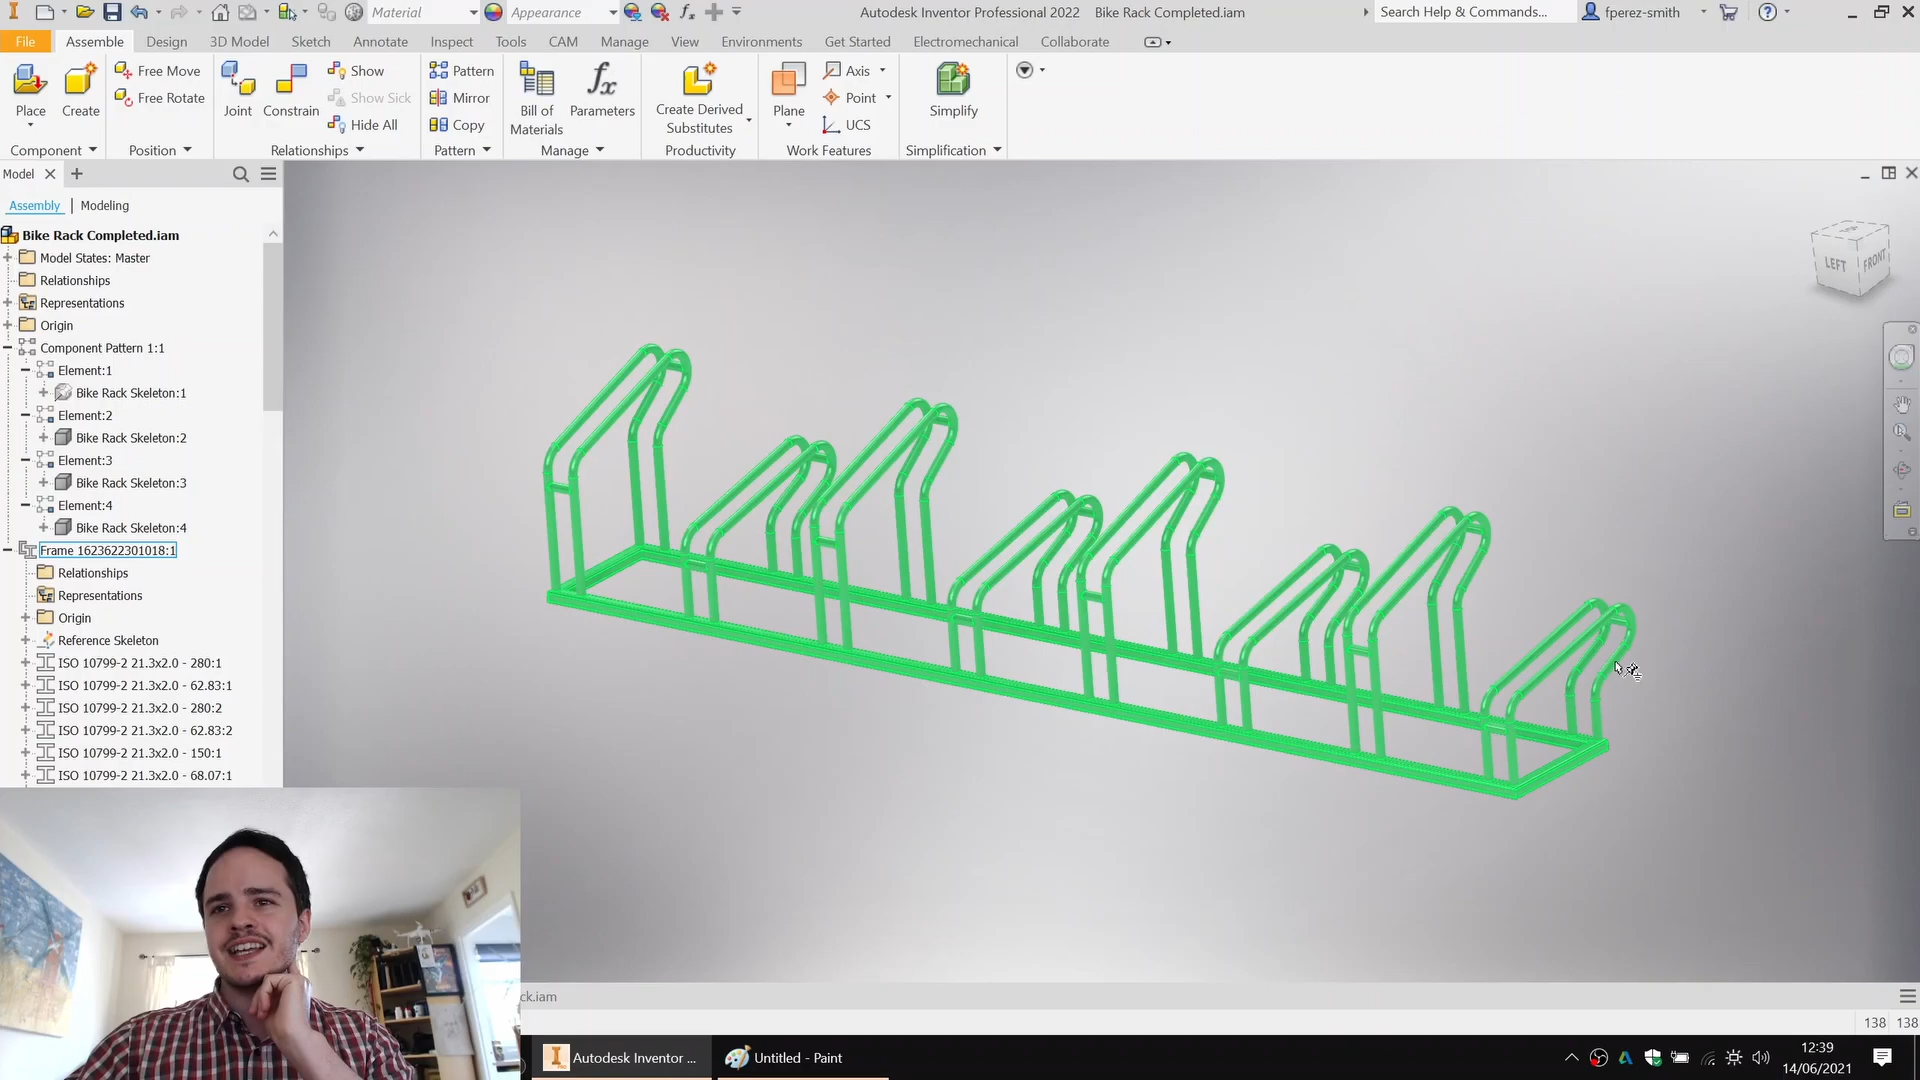 Material
Appearance
Autodesk Inventor Professional 2022 Bike Rack Completed.iam
Search Help & Commands...
fperez-smith
File Assemble Design 3D Model Sketch Annotate Inspect Tools CAM Manage View Environments Get Started Electromechanical Collaborate
Place
Create
Free Move
Free Rotate
Component
Position
Joint
Constrain
Show
Show Sick
Hide All
Relationships
Pattern
Mirror
Copy
Pattern
Bill of
Materials
Parameters
Manage
Create Derived
Substitutes
Productivity
Plane
Axis
Point
UCS
Work Features
Simplify
Simplification
Model
Assembly | Modeling
Bike Rack Completed.iam
Model States: Master
Relationships
Representations
Origin
Component Pattern 1:1
Element:1
Bike Rack Skeleton:1
Element:2
Bike Rack Skeleton:2
Element:3
Bike Rack Skeleton:3
Element:4
Bike Rack Skeleton:4
Frame 1623622301018:1
Relationships
Representations
Origin
Reference Skeleton
ISO 10799-2 21.3x2.0 - 280:1
ISO 10799-2 21.3x2.0 - 62.83:1
ISO 10799-2 21.3x2.0 - 280:2
ISO 10799-2 21.3x2.0 - 62.83:2
ISO 10799-2 21.3x2.0 - 150:1
ISO 10799-2 21.3x2.0 - 68.07:1
LEFT FRONT
ck.iam
138 138
Autodesk Inventor ...
Untitled - Paint
12:39
14/06/2021